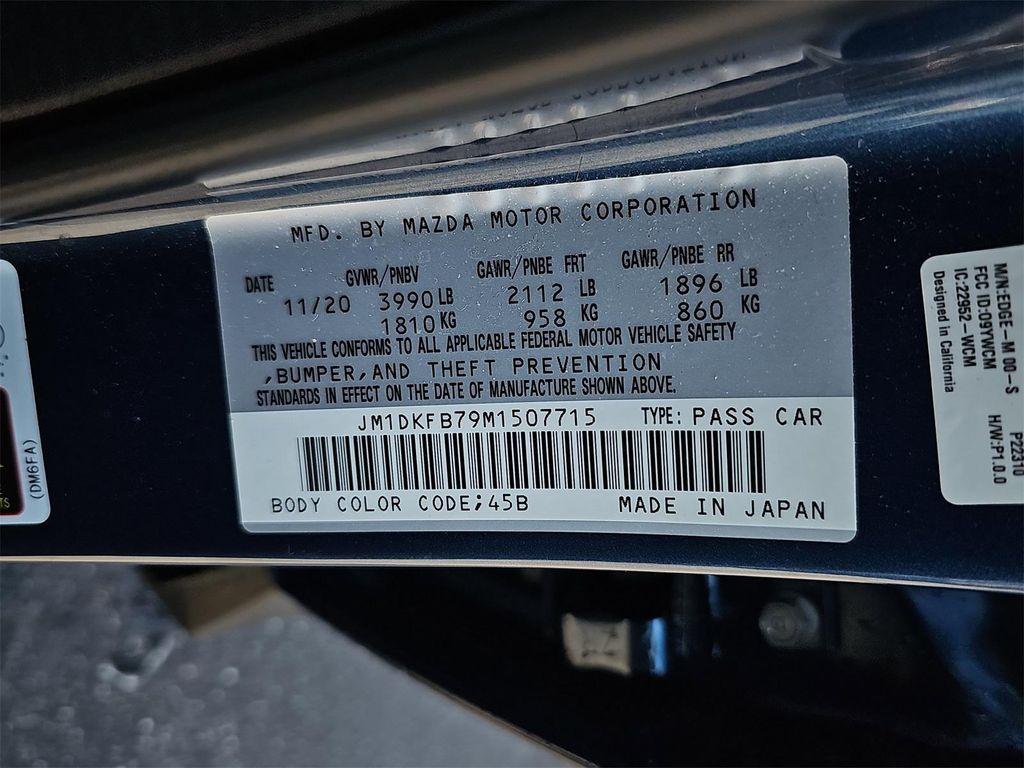 MFD. BY MAZDA MOTOR CORPORATION
DATE GVWR/PNBV GAWR/PNBE FRT GAWR/PNBE RR
11/20 3990 LB 2112 LB 1896 LB
1810 KG 958 KG 860 KG
THIS VEHICLE CONFORMS TO ALL APPLICABLE FEDERAL MOTOR VEHICLE SAFETY
,BUMPER,AND THEFT PREVENTION
STANDARDS IN EFFECT ON THE DATE OF MANUFACTURE SHOWN ABOVE.
JM1DKFB79M1507715 TYPE: PASS CAR
BODY COLOR CODE;45B MADE IN JAPAN
(DM6FA)
M/N:EDGE-M 00-S P22310
FCC ID:O9YWCM H/W:P1.0.0
IC:22952-WCM
Designed in California